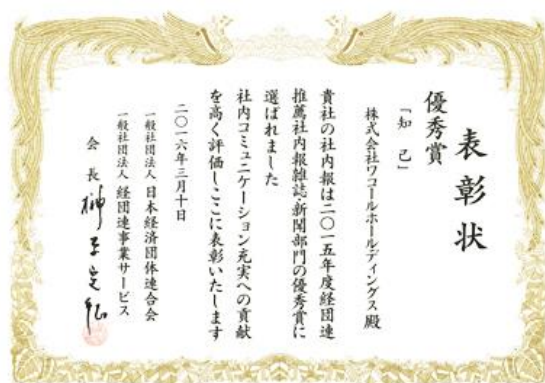 表彰状
優秀賞
「知己」
株式会社ワコールホールディングス 殿
貴社の社内報は二〇一五年度経団連
推薦社内報雑誌・新聞部門の優秀賞に
選ばれました
社内コミュニケーション充実への貢献
を高く評価しここに表彰いたします
二〇一六年三月十日
一般社団法人 日本経済団体連合会
一般社団法人 経団連事業サービス
会長 榊原定征